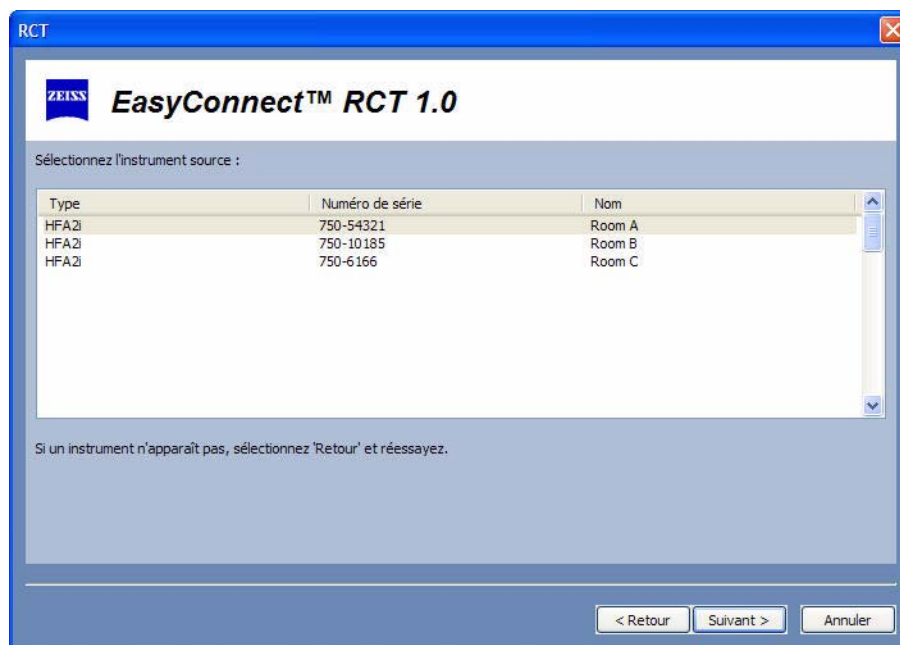 RCT
ZEISS
EasyConnect™ RCT 1.0
Sélectionnez l'instrument source :
Type Numéro de série Nom
HFA2i 750-54321 Room A
HFA2i 750-10185 Room B
HFA2i 750-6166 Room C
Si un instrument n'apparaît pas, sélectionnez 'Retour' et réessayez.
< Retour Suivant > Annuler